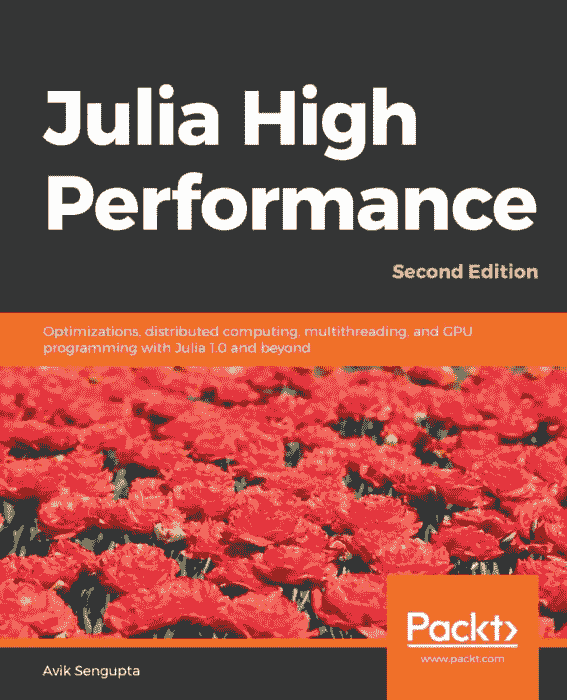 Julia High
Performance
Second Edition
Optimizations, distributed computing, multithreading, and GPU
programming with Julia 1.0 and beyond
Packt>
www.packt.com
Avik Sengupta